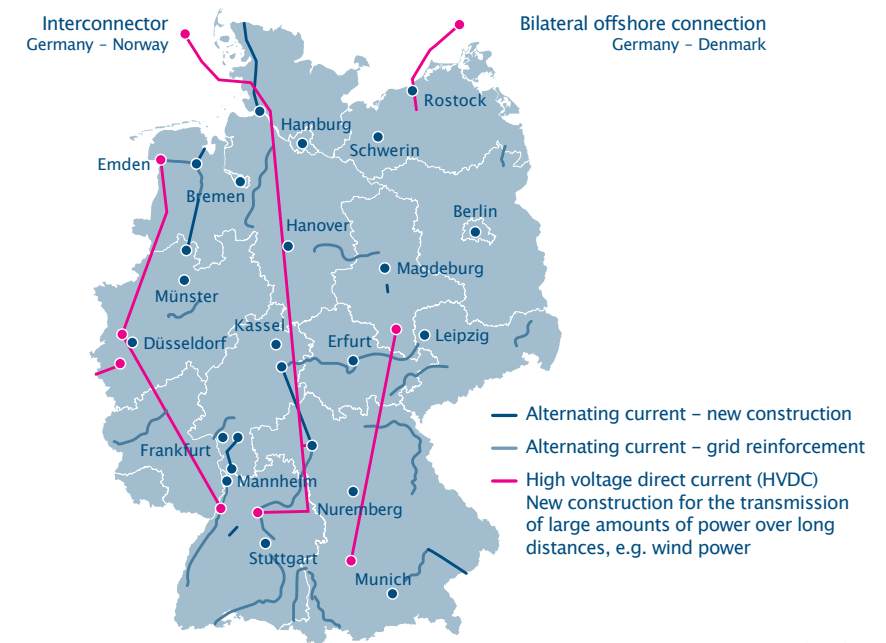 Interconnector
Germany – Norway
Bilateral offshore connection
Germany – Denmark
Rostock
Hamburg
Schwerin
Emden
Bremen
Berlin
Hanover
Magdeburg
Münster
Kassel
Düsseldorf
Erfurt
Leipzig
Alternating current – new construction
Alternating current – grid reinforcement
Frankfurt
Mannheim
High voltage direct current (HVDC)
New construction for the transmission
of large amounts of power over long
distances, e.g. wind power
Nuremberg
Stuttgart
Munich